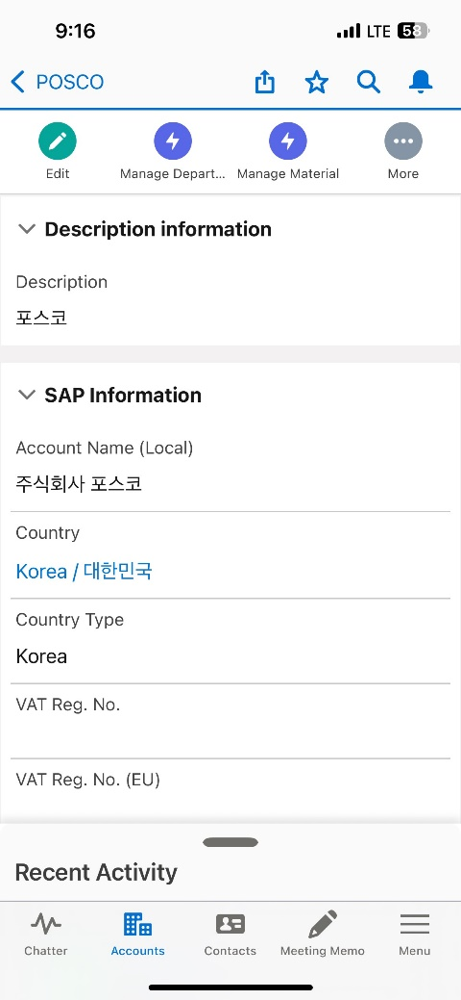 9:16
LTE 58
POSCO
Edit
Manage Depart...
Manage Material
More
Description information
Description
포스코
SAP Information
Account Name (Local)
주식회사 포스코
Country
Korea / 대한민국
Country Type
Korea
VAT Reg. No.
VAT Reg. No. (EU)
Recent Activity
Chatter
Accounts
Contacts
Meeting Memo
Menu